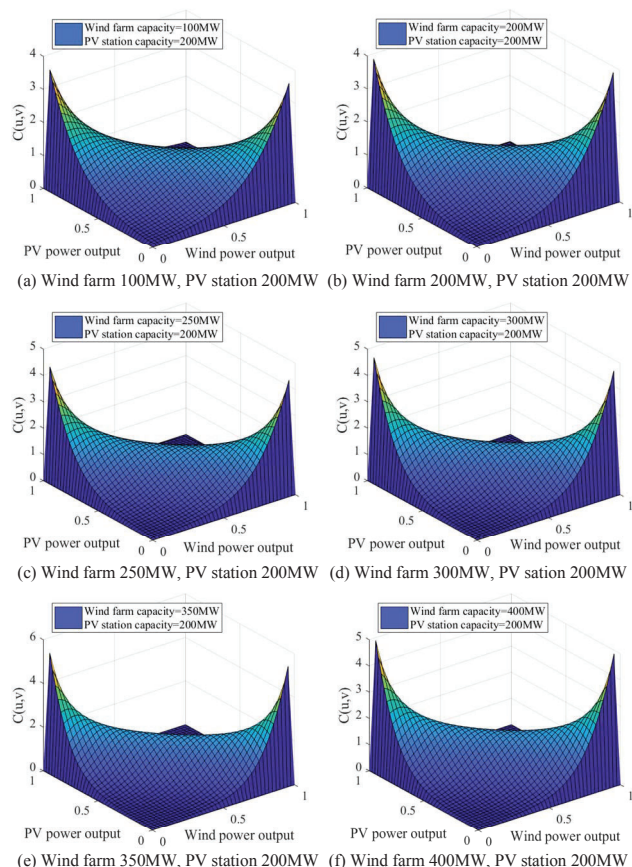 Wind farm capacity=100MW
PV station capacity=200MW
4
3
2
1
0
C(u,v)
1
0.5
0
PV power output
0
0.5
1
Wind power output
(a) Wind farm 100MW, PV station 200MW
Wind farm capacity=200MW
PV station capacity=200MW
4
3
2
1
0
C(u,v)
1
0.5
0
PV power output
0
0.5
1
Wind power output
(b) Wind farm 200MW, PV station 200MW
Wind farm capacity=250MW
PV station capacity=200MW
5
4
3
2
1
0
C(u,v)
1
0.5
0
PV power output
0
0.5
1
Wind power output
(c) Wind farm 250MW, PV station 200MW
Wind farm capacity=300MW
PV station capacity=200MW
5
4
3
2
1
0
C(u,v)
1
0.5
0
PV power output
0
0.5
1
Wind power output
(d) Wind farm 300MW, PV sation 200MW
Wind farm capacity=350MW
PV station capacity=200MW
6
4
2
0
C(u,v)
1
0.5
0
PV power output
0
0.5
1
Wind power output
(e) Wind farm 350MW, PV station 200MW
Wind farm capacity=400MW
PV station capacity=200MW
5
4
3
2
1
0
C(u,v)
1
0.5
0
PV power output
0
0.5
1
Wind power output
(f) Wind farm 400MW, PV station 200MW